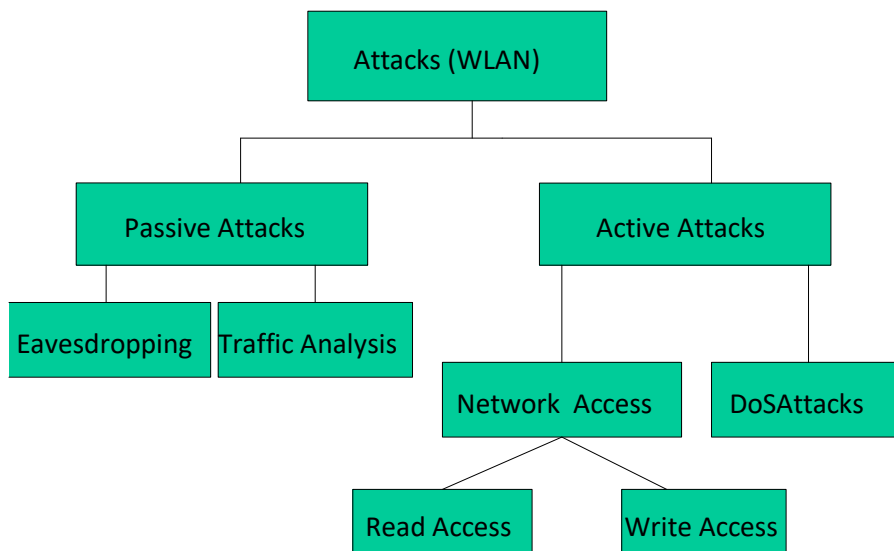 Attacks (WLAN)
Passive Attacks
Active Attacks
Eavesdropping
Traffic Analysis
Network Access
DoSAttacks
Read Access
Write Access